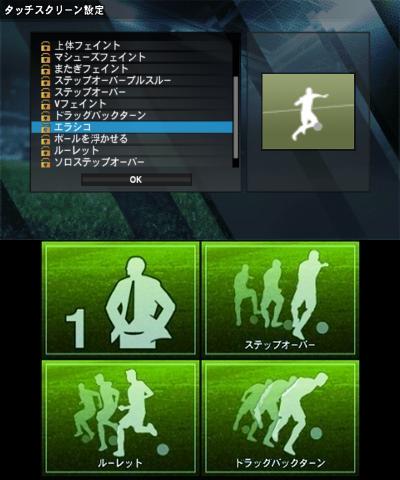 タッチスクリーン設定
上体フェイント
マシューズフェイント
またぎフェイント
ステップオーバープルスルー
ステップオーバー
Vフェイント
ドラッグバックターン
エラシコ
ボールを浮かせる
ルーレット
ソロステップオーバー
OK
1
ステップオーバー
ルーレット
ドラッグバックターン